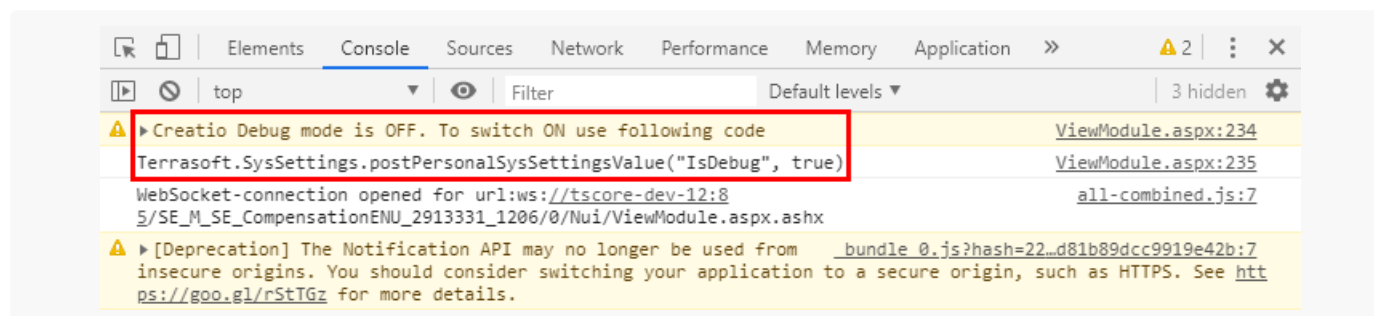 Elements Console Sources Network Performance Memory Application » 2
top Filter Default levels 3 hidden
Creatio Debug mode is OFF. To switch ON use following code ViewModule.aspx:234
Terrasoft.SysSettings.postPersonalSysSettingsValue("IsDebug", true) ViewModule.aspx:235
WebSocket-connection opened for url:ws://tscore-dev-12:8 all-combined.js:7
5/SE_M_SE_CompensationENU_2913331_1206/0/Nui/ViewModule.aspx.ashx
[Deprecation] The Notification API may no longer be used from _bundle_0.js?hash=22…d81b89dcc9919e42b:7
insecure origins. You should consider switching your application to a secure origin, such as HTTPS. See htt
ps://goo.gl/rStTGz for more details.